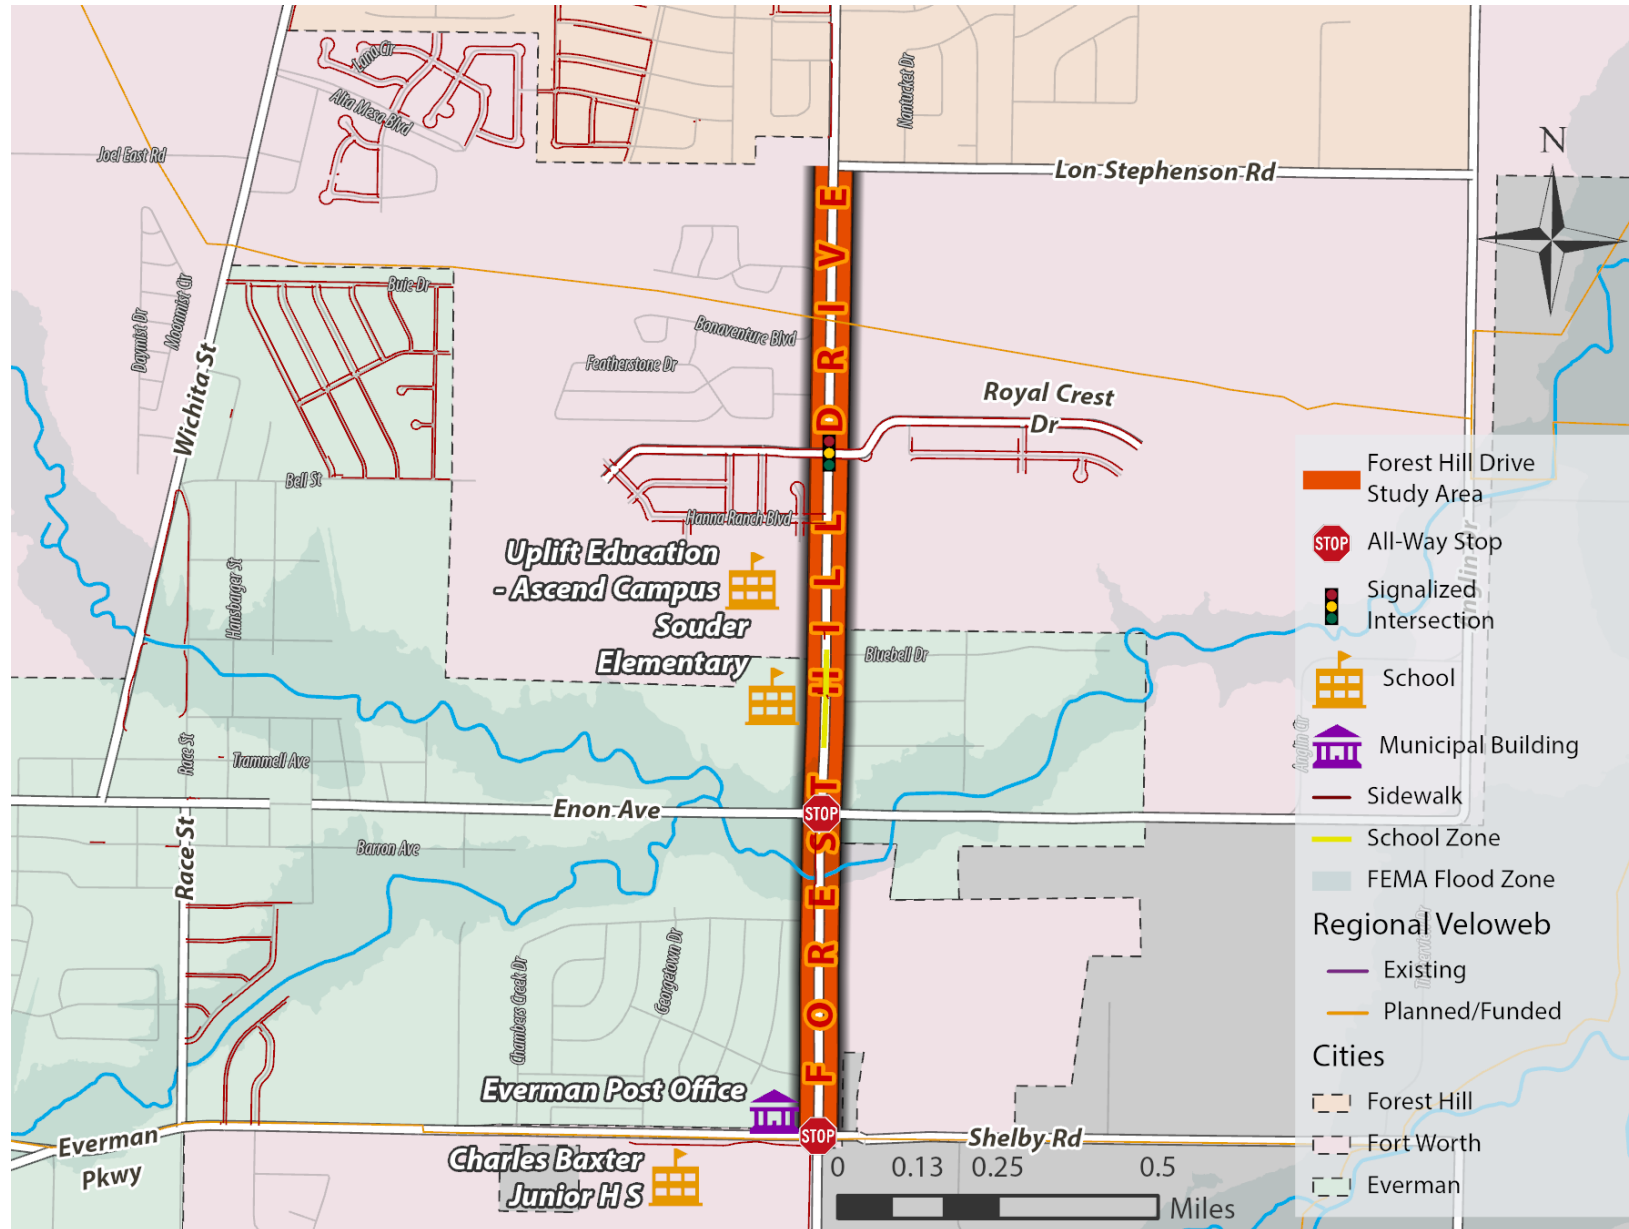 Lana Cir
Alta Mesa Blvd
Nantucket Dr
Joel East Rd
Lon Stephenson Rd
N
Daymist Dr
Moonmist Cir
Buie Dr
Bonaventure Blvd
Featherstone Dr
Wichita St
Royal Crest
Dr
Bell St
Hanna Ranch Blvd
Hansbarger St
Uplift Education
- Ascend Campus
Souder
Elementary
Bluebell Dr
FOREST HILL DRIVE
Race St
Trammell Ave
Enon Ave
STOP
Barron Ave
Race St
Chambers Creek Dr
Georgetown Dr
Anglin Cir
Everman Post Office
STOP
Shelby Rd
Everman
Pkwy
Charles Baxter
Junior H S
0 0.13 0.25 0.5
Miles
Forest Hill Drive
Study Area
STOP
All-Way Stop
Signalized
Intersection
School
Municipal Building
Sidewalk
School Zone
FEMA Flood Zone
Regional Veloweb
Existing
Planned/Funded
Cities
Forest Hill
Fort Worth
Everman